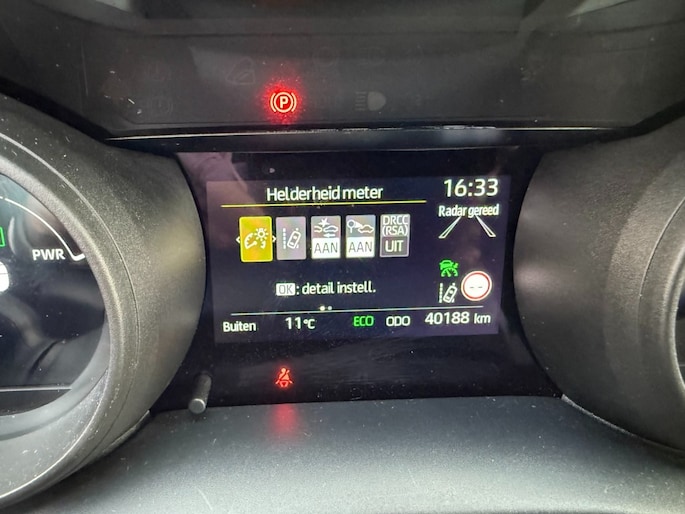 P
Helderheid meter
16:33
Radar gereed
DRCC
(RSA)
AAN
AAN
UIT
PWR
OK : detail instell.
Buiten 11°C ECO ODO 40188 km